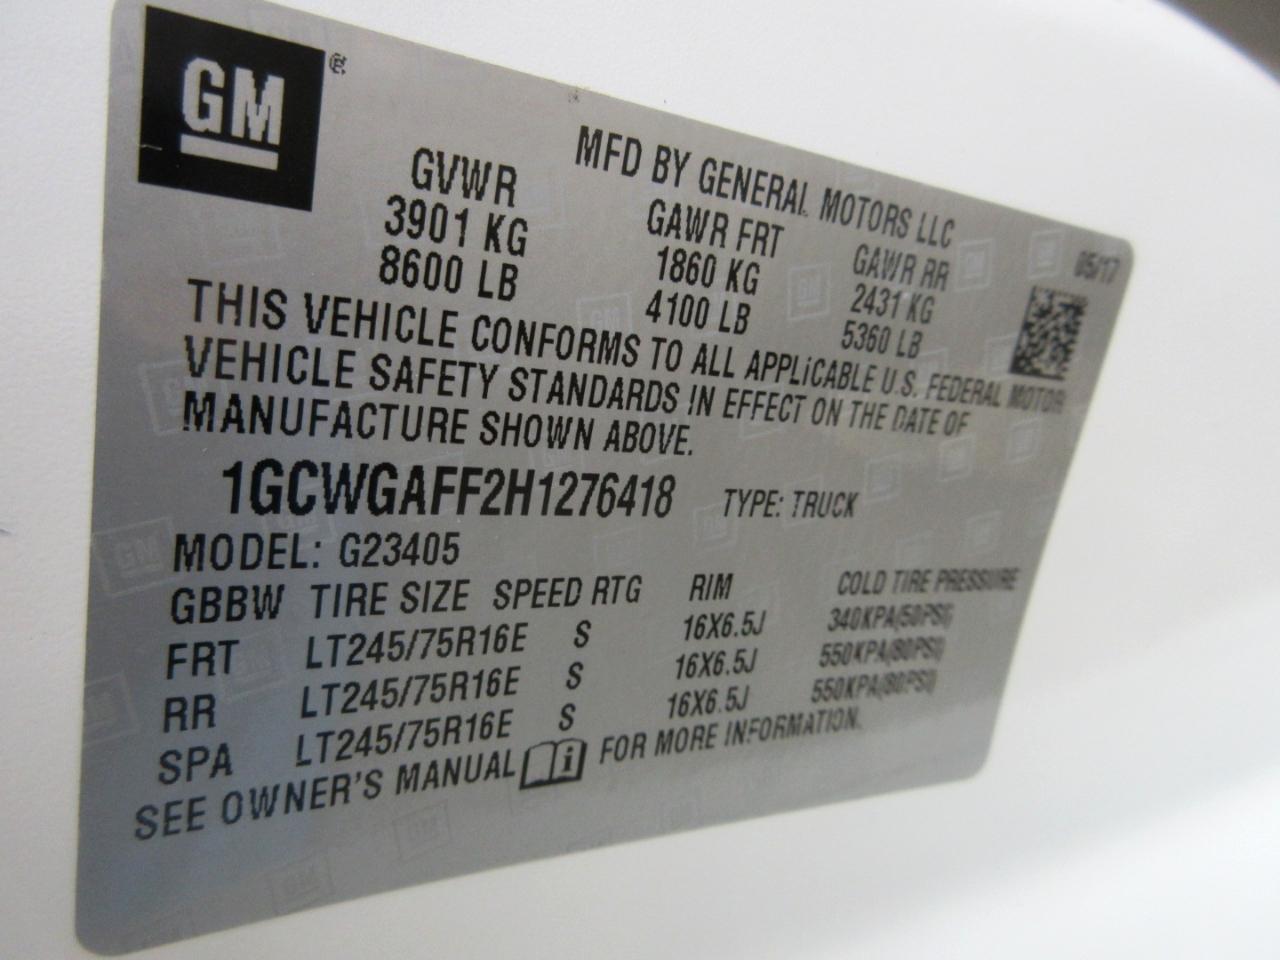 GM
MFD BY GENERAL MOTORS LLC
GVWR GAWR FRT GAWR RR 05/17
3901 KG 1860 KG 2431 KG
8600 LB 4100 LB 5360 LB
THIS VEHICLE CONFORMS TO ALL APPLICABLE U.S. FEDERAL MOTOR
VEHICLE SAFETY STANDARDS IN EFFECT ON THE DATE OF
MANUFACTURE SHOWN ABOVE.
1GCWGAFF2H1276418 TYPE: TRUCK
MODEL: G23405
GBBW TIRE SIZE SPEED RTG RIM COLD TIRE PRESSURE
FRT LT245/75R16E S 16X6.5J 340KPA(50PSI)
RR LT245/75R16E S 16X6.5J 550KPA(80PSI)
SPA LT245/75R16E S 16X6.5J 550KPA(80PSI)
SEE OWNER'S MANUAL i FOR MORE INFORMATION.